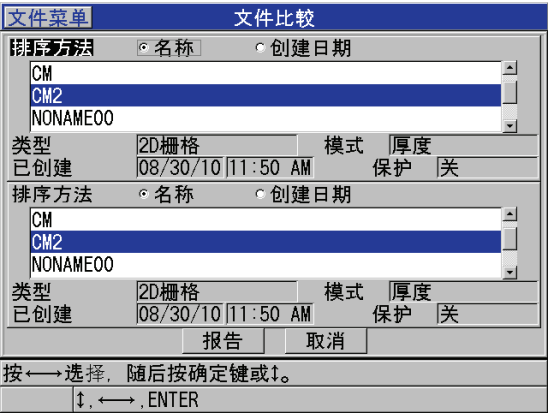 文件菜单 文件比較
排序方法 名称 创建日期
CM
CM2
NONAME00
类型 2D栅格 模式 厚度
已创建 08/30/10 11:50 AM 保护 关
排序方法 名称 创建日期
CM
CM2
NONAME00
类型 2D栅格 模式 厚度
已创建 08/30/10 11:50 AM 保护 关
报告 取消
按←→选择, 随后按确定键或↕。
↕, ←→ ,ENTER